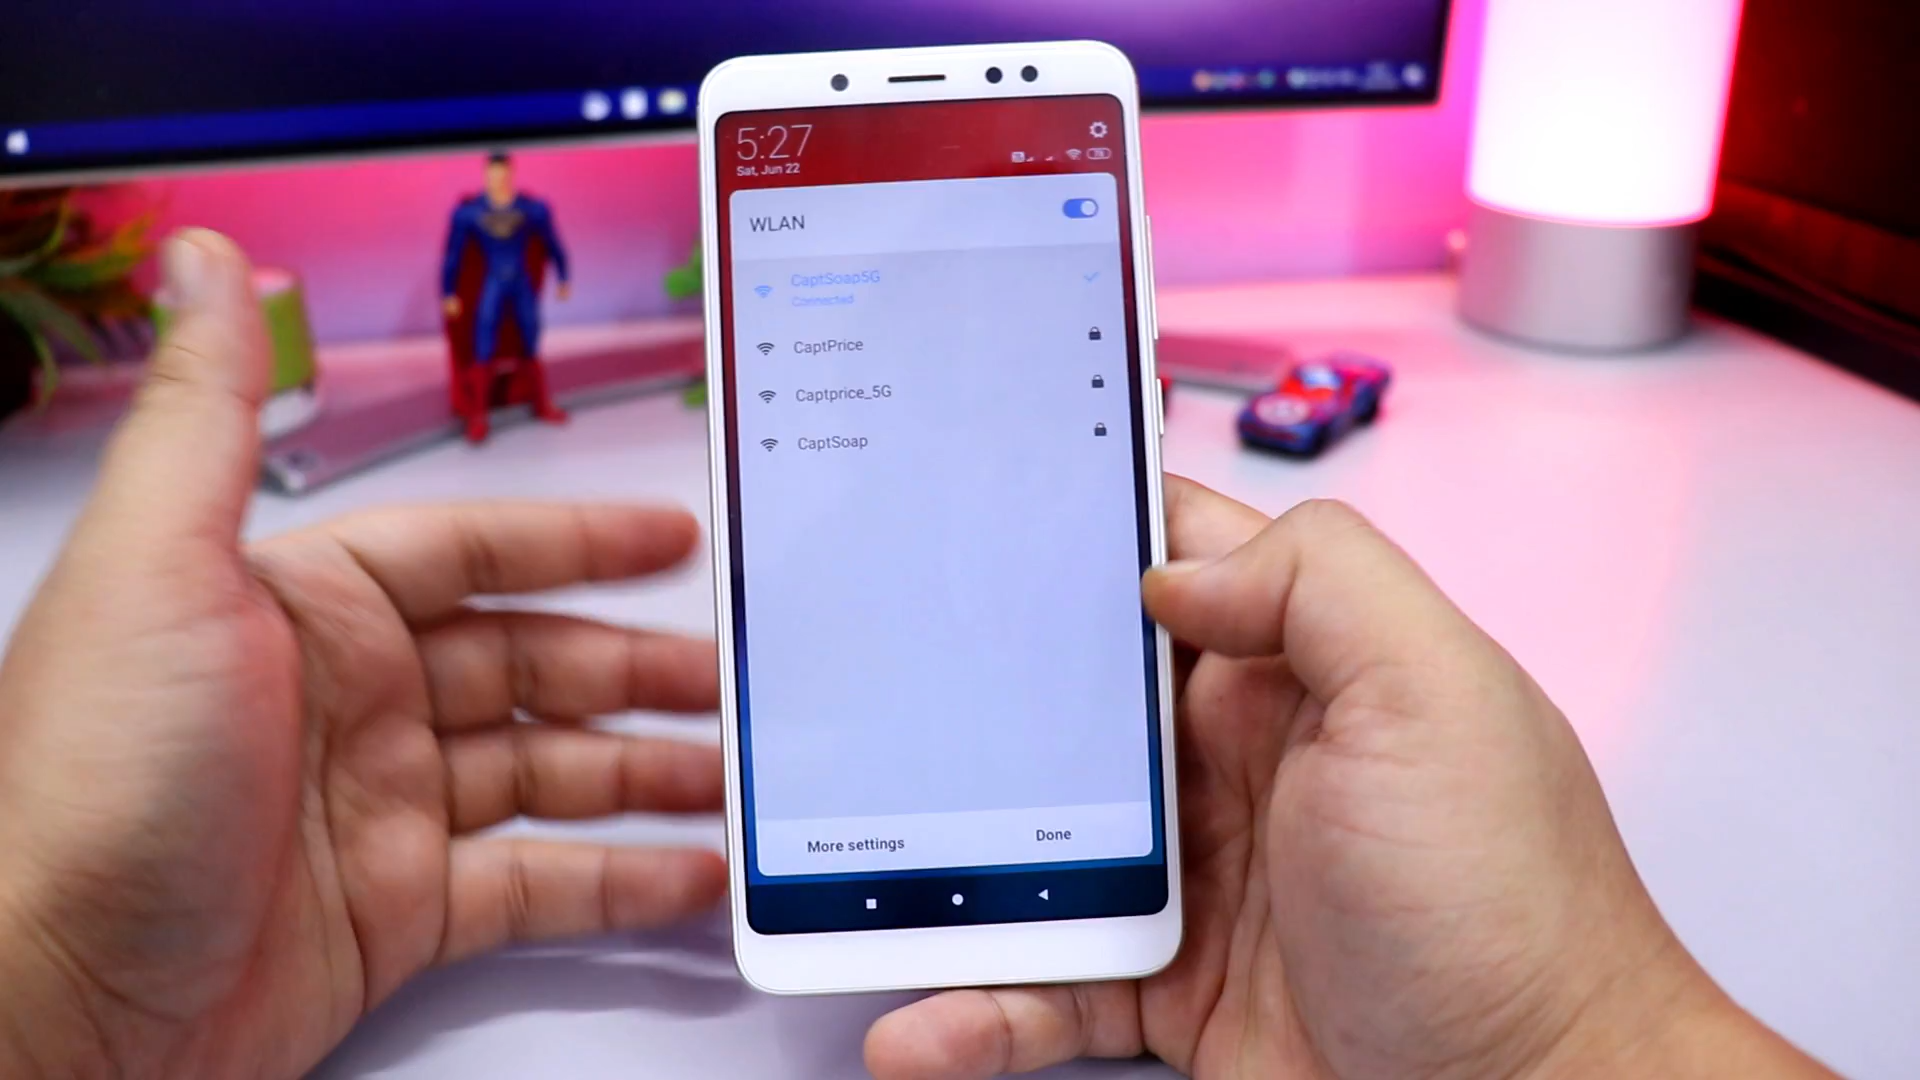 5:27
Sat, Jun 22
WLAN
CaptSoap5G
Connected
CaptPrice
Captprice_5G
CaptSoap
More settings
Done